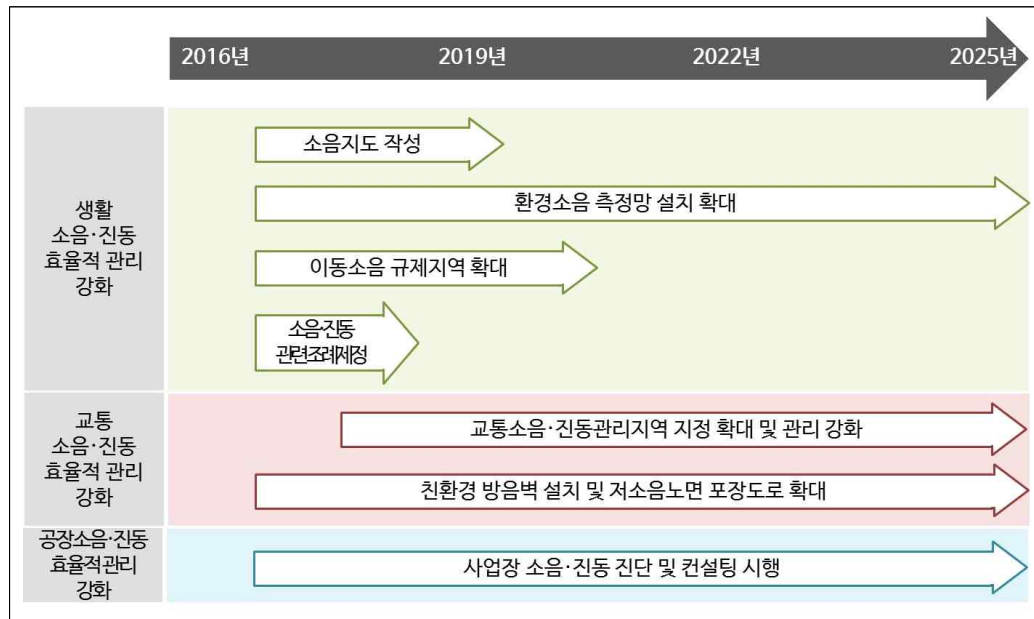 2016년 2019년 2022년 2025년
생활
소음·진동
효율적 관리
강화
소음지도 작성
환경소음 측정망 설치 확대
이동소음 규제지역 확대
소음·진동
관련조례제정
교통
소음·진동
효율적 관리
강화
교통소음·진동관리지역 지정 확대 및 관리 강화
친환경 방음벽 설치 및 저소음노면 포장도로 확대
공장소음·진동
효율적관리
강화
사업장 소음·진동 진단 및 컨설팅 시행